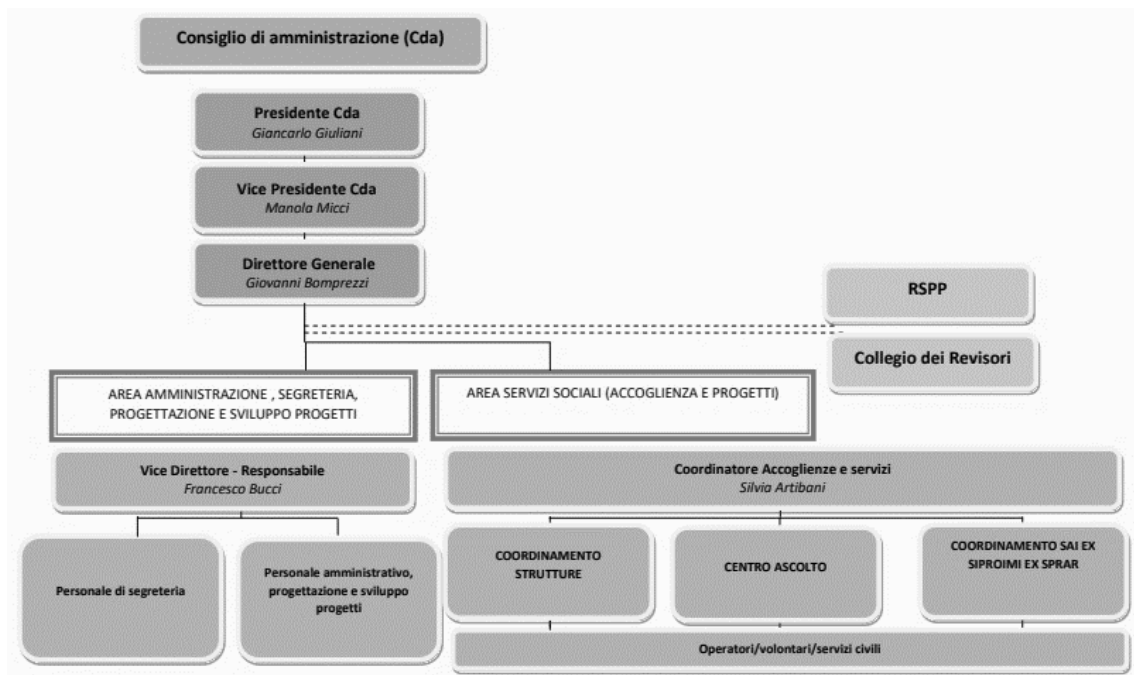 Consiglio di amministrazione (Cda)
Presidente Cda
Giancarlo Giuliani
Vice Presidente Cda
Manola Micci
Direttore Generale
Giovanni Bomprezzi
RSPP
Collegio dei Revisori
AREA AMMINISTRAZIONE , SEGRETERIA,
PROGETTAZIONE E SVILUPPO PROGETTI
AREA SERVIZI SOCIALI (ACCOGLIENZA E PROGETTI)
Vice Direttore - Responsabile
Francesco Bucci
Coordinatore Accoglienze e servizi
Silvia Artibani
Personale di segreteria
Personale amministrativo,
progettazione e sviluppo
progetti
COORDINAMENTO
STRUTTURE
CENTRO ASCOLTO
COORDINAMENTO SAI EX
SIPROIMI EX SPRAR
Operatori/volontari/servizi civili